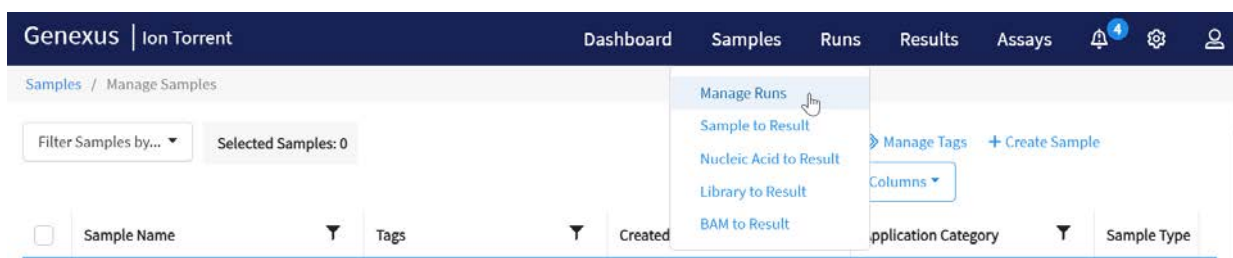 Genexus | Ion Torrent Dashboard Samples Runs Results Assays 4
Samples / Manage Samples
Manage Runs
Filter Samples by... Selected Samples: 0
Sample to Result
Manage Tags + Create Sample
Nucleic Acid to Result
Columns
Library to Result
BAM to Result
Sample Name Tags Created pplication Category Sample Type